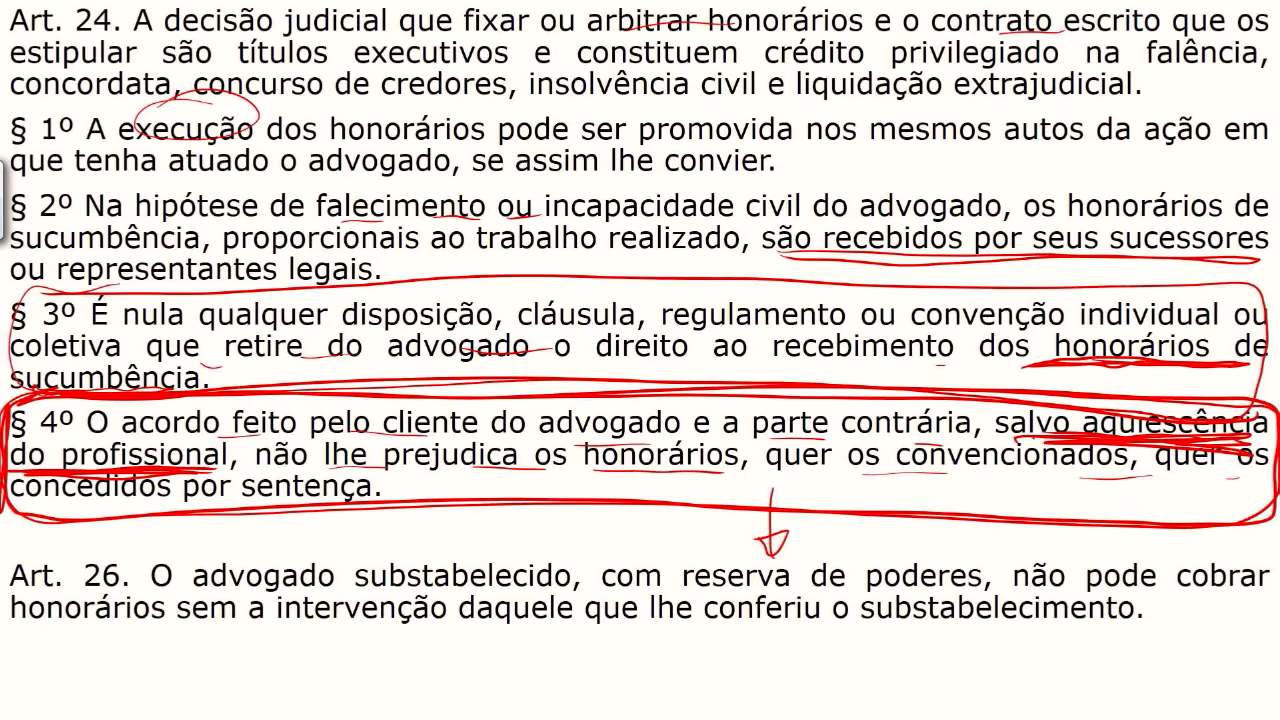 Art. 24. A decisão judicial que fixar ou arbitrar honorários e o contrato escrito que os
estipular são títulos executivos e constituem crédito privilegiado na falência,
concordata, concurso de credores, insolvência civil e liquidação extrajudicial.
§ 1º A execução dos honorários pode ser promovida nos mesmos autos da ação em
que tenha atuado o advogado, se assim lhe convier.
§ 2º Na hipótese de falecimento ou incapacidade civil do advogado, os honorários de
sucumbência, proporcionais ao trabalho realizado, são recebidos por seus sucessores
ou representantes legais.
§ 3º É nula qualquer disposição, cláusula, regulamento ou convenção individual ou
coletiva que retire do advogado o direito ao recebimento dos honorários de
sucumbência.
§ 4º O acordo feito pelo cliente do advogado e a parte contrária, salvo aquiescência
do profissional, não lhe prejudica os honorários, quer os convencionados, quer os
concedidos por sentença.
Art. 26. O advogado substabelecido, com reserva de poderes, não pode cobrar
honorários sem a intervenção daquele que lhe conferiu o substabelecimento.